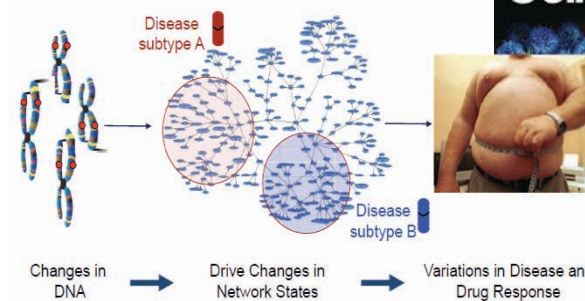 Disease
subtype A
Disease
subtype B
Changes in
DNA
Drive Changes in
Network States
Variations in Disease an
Drug Response